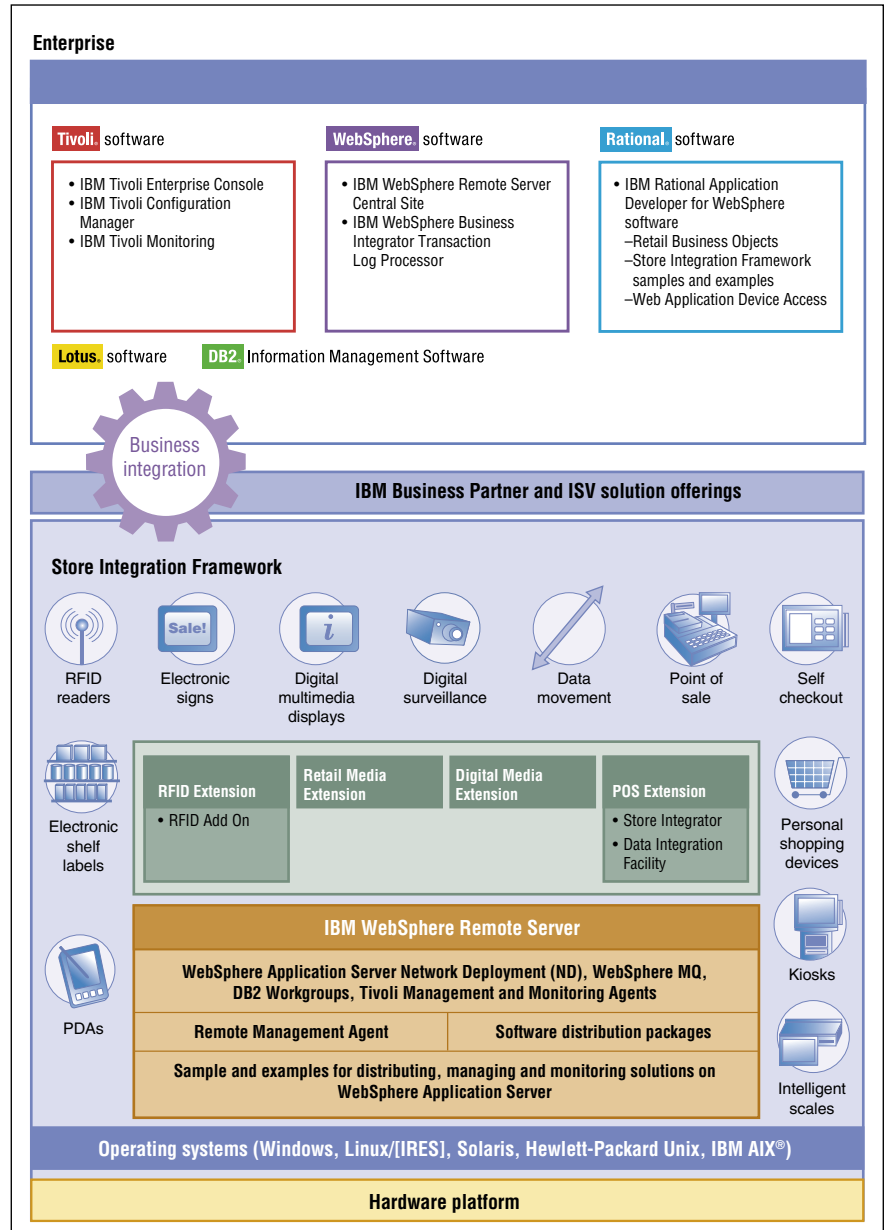 Enterprise
Tivoli® software
WebSphere® software
Rational® software
• IBM Tivoli Enterprise Console
• IBM Tivoli Configuration
Manager
• IBM Tivoli Monitoring
• IBM WebSphere Remote Server
Central Site
• IBM WebSphere Business
Integrator Transaction
Log Processor
• IBM Rational Application
Developer for WebSphere
software
–Retail Business Objects
–Store Integration Framework
samples and examples
–Web Application Device Access
Lotus® software
DB2® Information Management Software
Business
integration
IBM Business Partner and ISV solution offerings
Store Integration Framework
Sale!
i
RFID
readers
Electronic
signs
Digital
multimedia
displays
Digital
surveillance
Data
movement
Point of
sale
Self
checkout
Electronic
shelf
labels
RFID Extension
• RFID Add On
Retail Media
Extension
Digital Media
Extension
POS Extension
• Store Integrator
• Data Integration
Facility
Personal
shopping
devices
PDAs
IBM WebSphere Remote Server
WebSphere Application Server Network Deployment (ND), WebSphere MQ,
DB2 Workgroups, Tivoli Management and Monitoring Agents
Remote Management Agent
Software distribution packages
Sample and examples for distributing, managing and monitoring solutions on
WebSphere Application Server
Kiosks
Intelligent
scales
Operating systems (Windows, Linux/[IRES], Solaris, Hewlett-Packard Unix, IBM AIX®)
Hardware platform